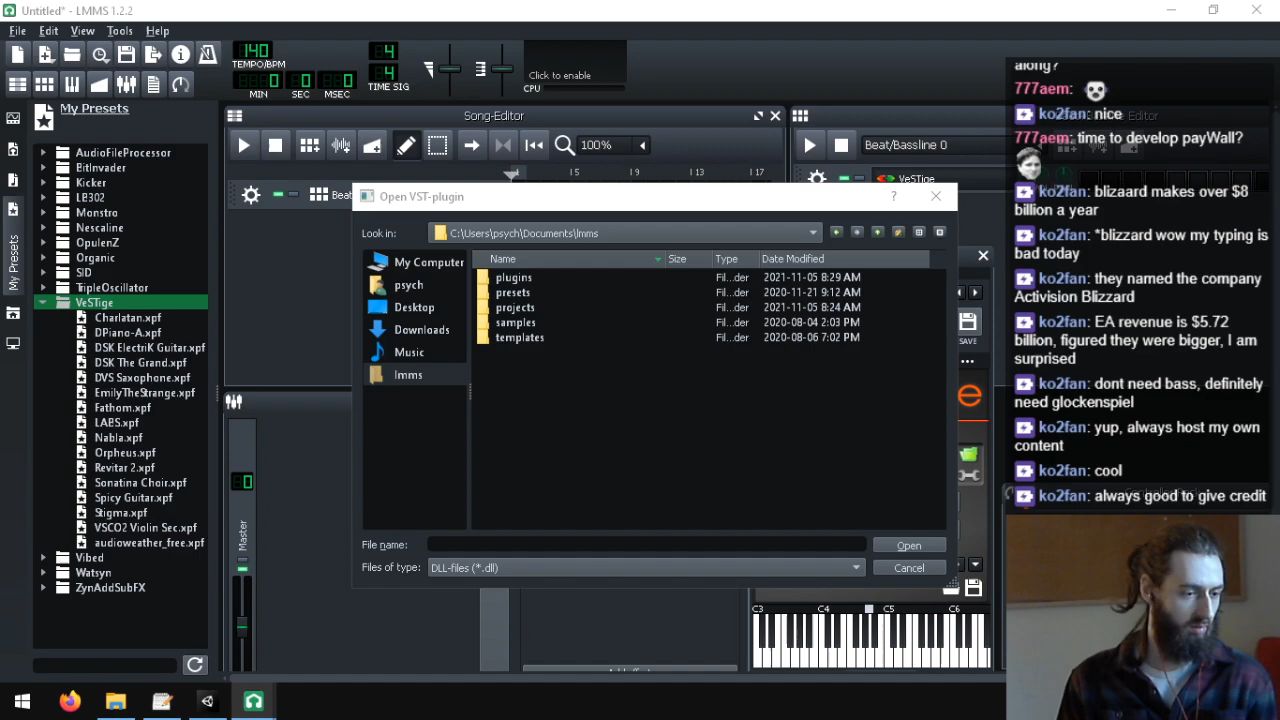 Untitled* - LMMS 1.2.2
File Edit View Tools Help
140
TEMPO/BPM
0 0 0
MIN SEC MSEC
4
4
TIME SIG
Click to enable
CPU
My Presets
My Presets
AudioFileProcessor
BitInvader
Kicker
LB302
Monstro
Nescaline
OpulenZ
Organic
SID
TripleOscillator
VeSTige
Charlatan.xpf
DPiano-A.xpf
DSK ElectriK Guitar.xpf
DSK The Grand.xpf
DVS Saxophone.xpf
EmilyTheStrange.xpf
Fathom.xpf
LABS.xpf
Nabla.xpf
Orpheus.xpf
Revitar 2.xpf
Sonatina Choir.xpf
Spicy Guitar.xpf
Stigma.xpf
VSCO2 Violin Sec.xpf
audioweather_free.xpf
Vibed
Watsyn
ZynAddSubFX
Song-Editor
100%
5 9 13 17
Beat/Bassline 0
VeSTige
Open VST-plugin
Look in: C:\Users\psych\Documents\lmms
My Computer
psych
Desktop
Downloads
Music
lmms
Name Size Type Date Modified
plugins Fil...der 2021-11-05 8:29 AM
presets Fil...der 2020-11-21 9:12 AM
projects Fil...der 2021-11-05 8:24 AM
samples Fil...der 2020-08-04 2:03 PM
templates Fil...der 2020-08-06 7:02 PM
File name: Open
Files of type: DLL-files (*.dll) Cancel
SAVE
0
Master
C3 C4 C5 C6
along?
777aem:
ko2fan: nice
777aem: time to develop payWall?
ko2fan: blizaard makes over $8
billion a year
ko2fan: *blizzard wow my typing is
bad today
ko2fan: they named the company
Activision Blizzard
ko2fan: EA revenue is $5.72
billion, figured they were bigger, I am
surprised
ko2fan: dont need bass, definitely
need glockenspiel
ko2fan: yup, always host my own
content
ko2fan: cool
ko2fan: always good to give credit